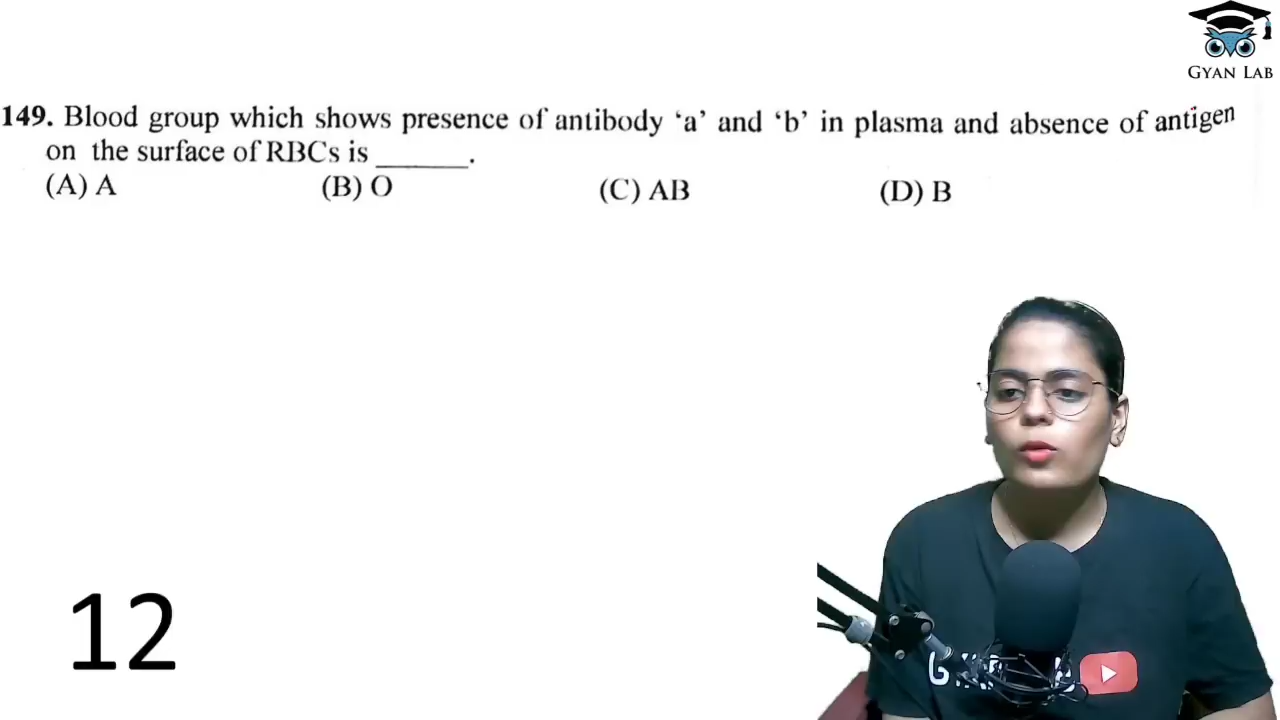 GYAN LAB
149. Blood group which shows presence of antibody ‘a’ and ‘b’ in plasma and absence of antigen
on the surface of RBCs is ______.
(A) A (B) O (C) AB (D) B
12